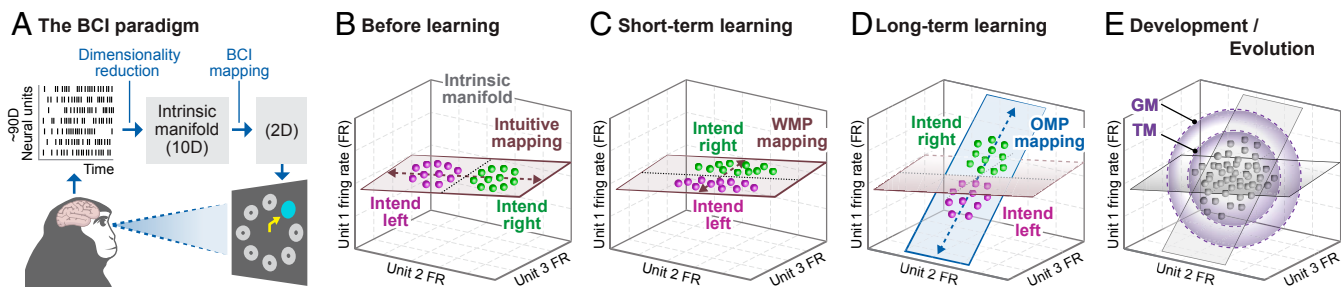 A The BCI paradigm
Dimensionality
reduction
BCI
mapping
~90D
Neural units
Time
Intrinsic
manifold
(10D)
(2D)
B Before learning
Intrinsic
manifold
Intuitive
mapping
Intend
left
Intend
right
Unit 1 firing rate (FR)
Unit 2 FR
Unit 3 FR
C Short-term learning
Intend
right
WMP
mapping
Intend
left
Unit 1 firing rate (FR)
Unit 2 FR
Unit 3 FR
D Long-term learning
Intend
right
OMP
mapping
Intend
left
Unit 1 firing rate (FR)
Unit 2 FR
Unit 3 FR
E Development /
Evolution
GM
TM
Unit 1 firing rate (FR)
Unit 2 FR
Unit 3 FR